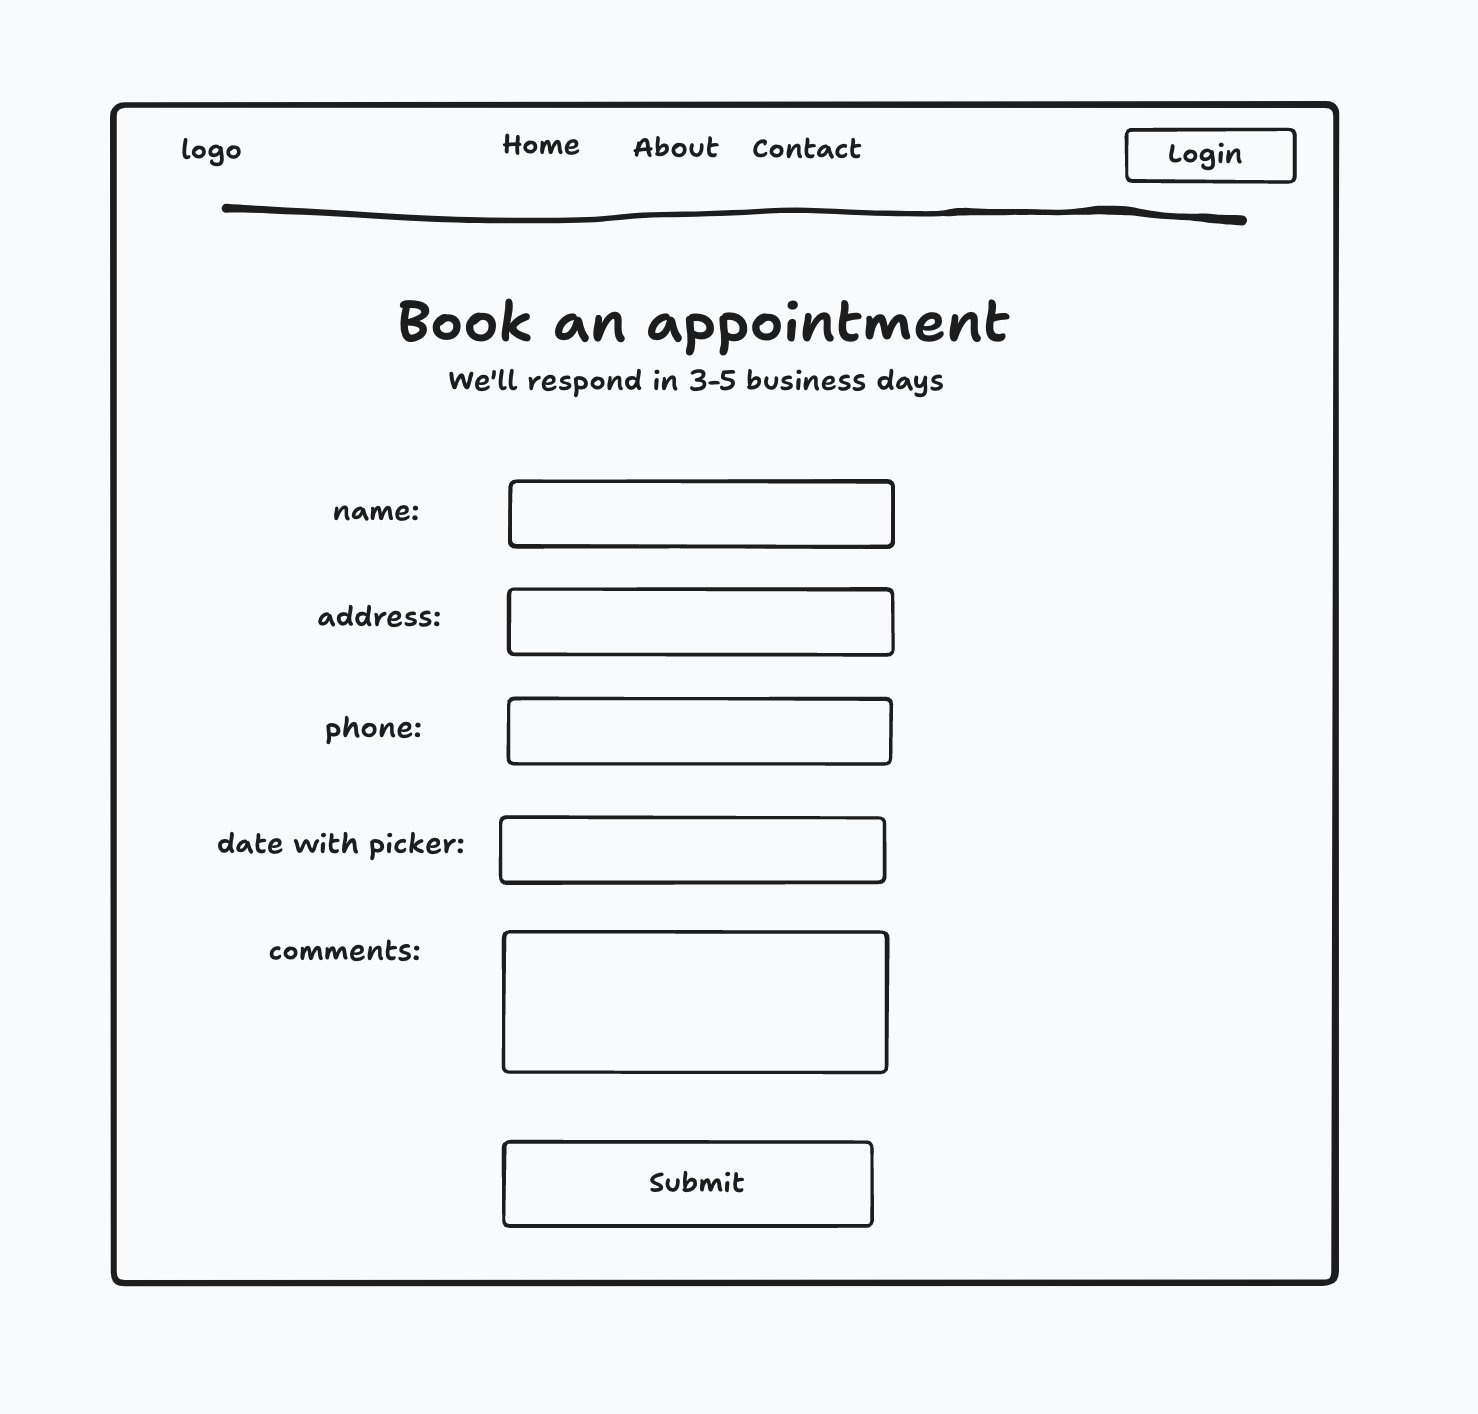 logo Home About Contact Login
Book an appointment
We'll respond in 3-5 business days
name:
address:
phone:
date with picker:
comments:
Submit